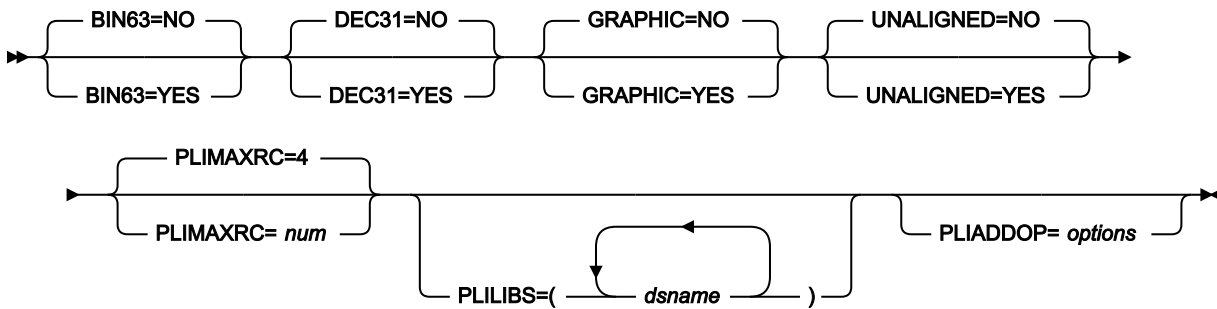 BIN63=NO DEC31=NO GRAPHIC=NO UNALIGNED=NO
BIN63=YES DEC31=YES GRAPHIC=YES UNALIGNED=YES
PLIMAXRC=4
PLIMAXRC= num PLIADDOP= options
PLILIBS=( dsname )